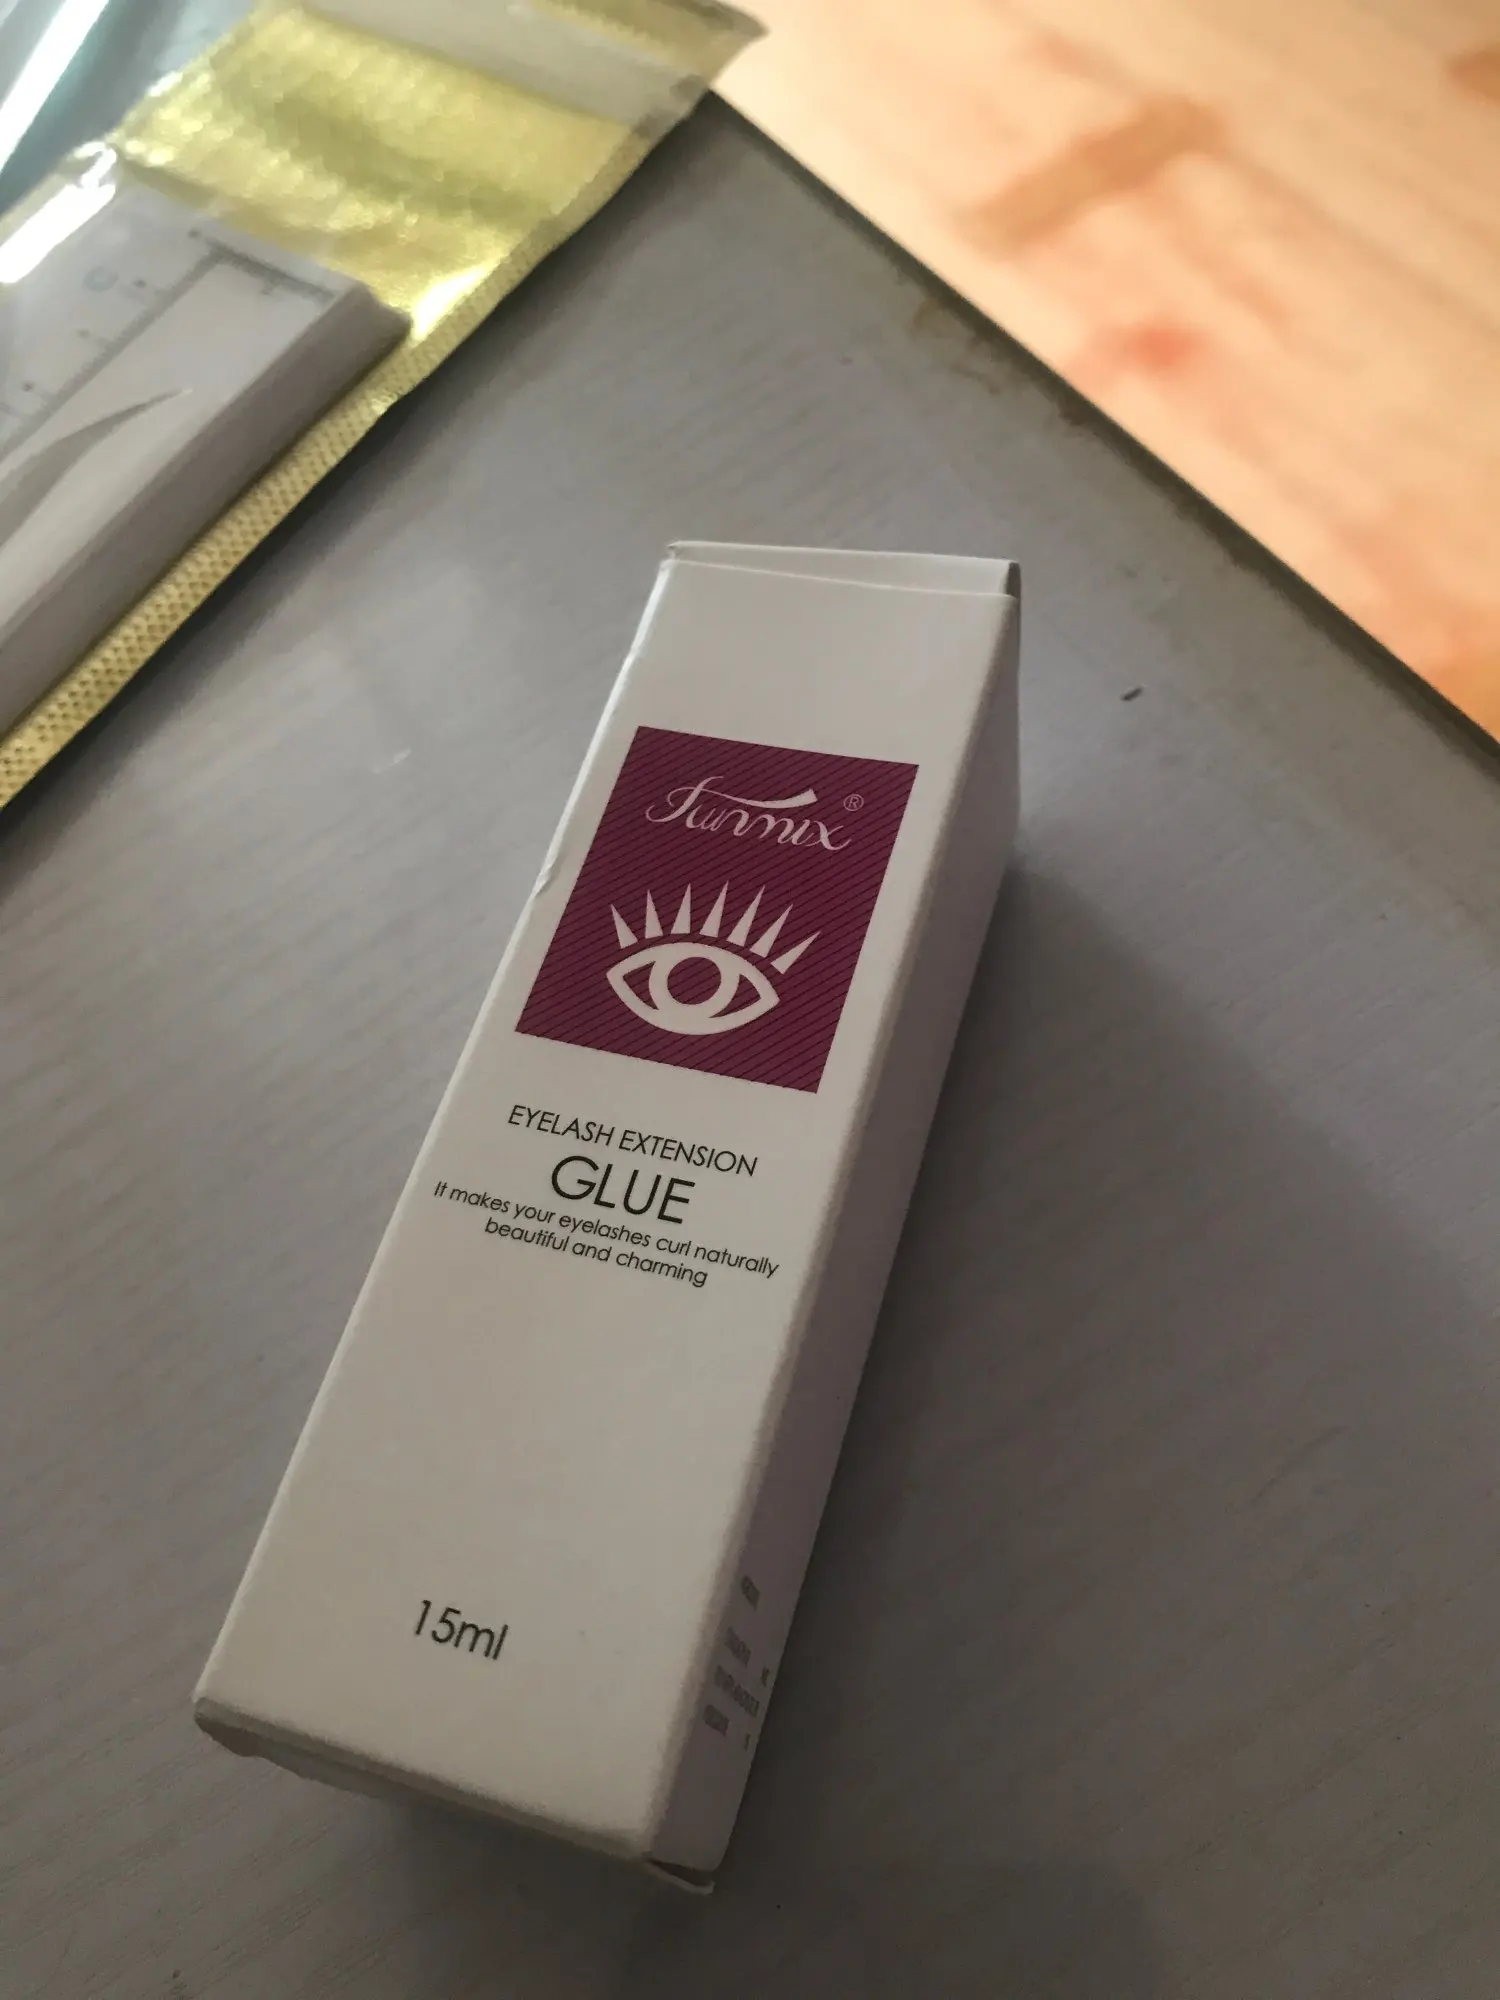 Funmix®
EYELASH EXTENSION
GLUE
It makes your eyelashes curl naturally
beautiful and charming
15ml